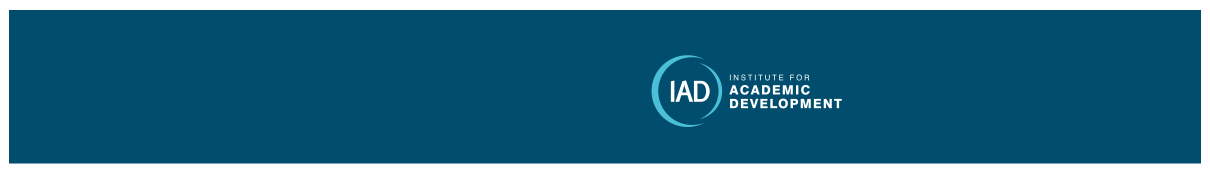 IAD
INSTITUTE FOR
ACADEMIC
DEVELOPMENT